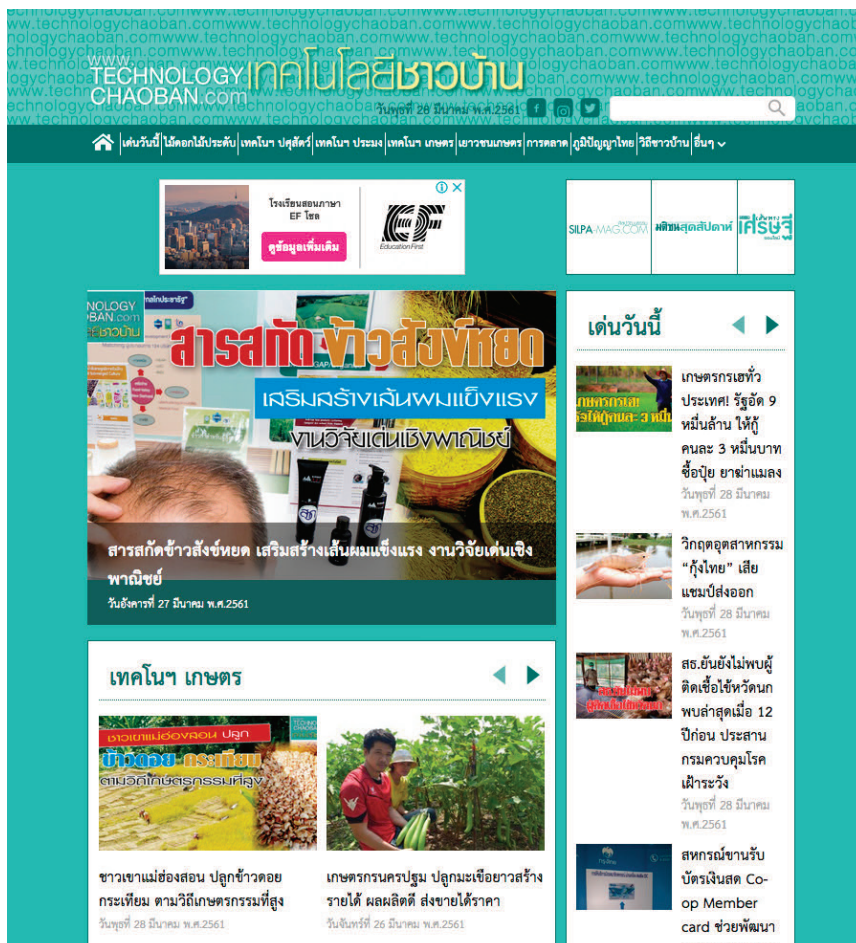 www.
TECHNOLOGY
CHAOBAN.com
เทคโนโลยีชาวบ้าน
วันพุธที่ 28 มีนาคม พ.ศ.2561
เด่นวันนี้ ไม้ดอกไม้ประดับ เทคโนฯ ปศุสัตว์ เทคโนฯ ประมง เทคโนฯ เกษตร เยาวชนเกษตร การตลาด ภูมิปัญญาไทย วิถีชาวบ้าน อื่นๆ
โรงเรียนสอนภาษา
EF โซล
ดูข้อมูลเพิ่มเติม
EF
Education First
SILPA-MAG.COM
มติชนสุดสัปดาห์
เศรษฐี
สารสกัด ข้าวสังข์หยด
เสริมสร้างเส้นผมแข็งแรง
งานวิจัยเด่นเชิงพาณิชย์
สารสกัดข้าวสังข์หยด เสริมสร้างเส้นผมแข็งแรง งานวิจัยเด่นเชิง
พาณิชย์
วันอังคารที่ 27 มีนาคม พ.ศ.2561
เทคโนฯ เกษตร
ชาวเขาแม่ฮ่องสอน ปลูก
ข้าวดอย กระเทียม
ตามวิถีเกษตรกรรมที่สูง
ชาวเขาแม่ฮ่องสอน ปลูกข้าวดอย
กระเทียม ตามวิถีเกษตรกรรมที่สูง
วันพุธที่ 28 มีนาคม พ.ศ.2561
เกษตรกรนครปฐม ปลูกมะเขือยาวสร้าง
รายได้ ผลผลิตดี ส่งขายได้ราคา
วันจันทร์ที่ 26 มีนาคม พ.ศ.2561
เด่นวันนี้
เกษตรกรเฮทั่ว
ประเทศ! รัฐอัด 9
หมื่นล้าน ให้กู้
คนละ 3 หมื่นบาท
ซื้อปุ๋ย ยาฆ่าแมลง
วันพุธที่ 28 มีนาคม
พ.ศ.2561
วิกฤตอุตสาหกรรม
“กุ้งไทย” เสีย
แชมป์ส่งออก
วันพุธที่ 28 มีนาคม
พ.ศ.2561
สธ.ยันยังไม่พบผู้
ติดเชื้อไข้หวัดนก
พบล่าสุดเมื่อ 12
ปีก่อน ประสาน
กรมควบคุมโรค
เฝ้าระวัง
วันพุธที่ 28 มีนาคม
พ.ศ.2561
สหกรณ์ขานรับ
บัตรเงินสด Co-
op Member
card ช่วยพัฒนา